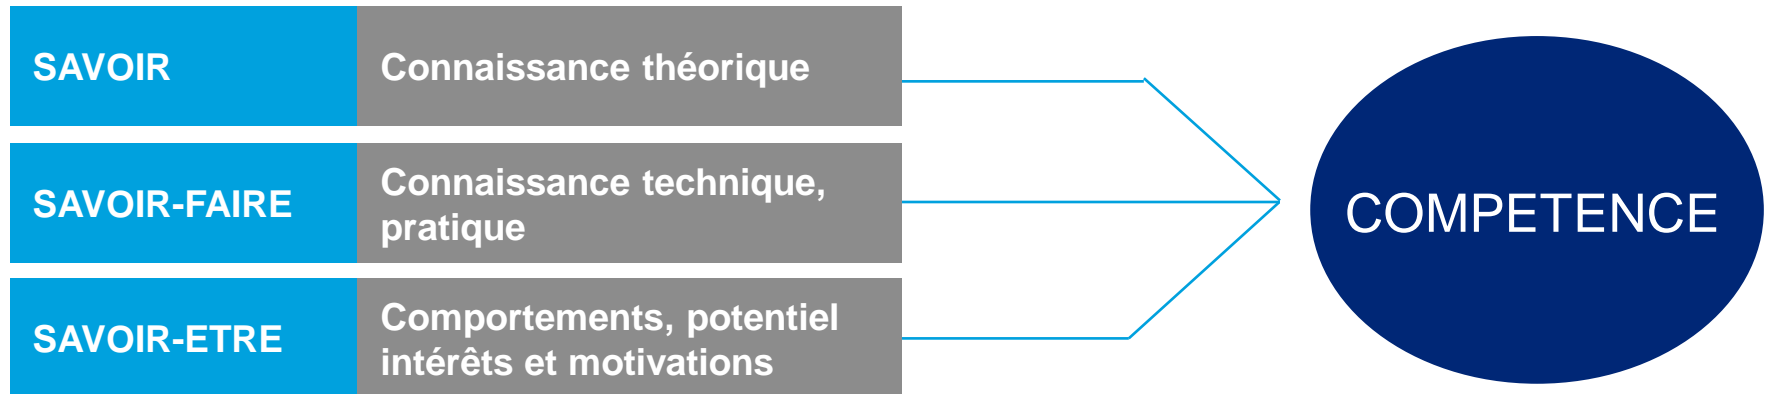 SAVOIR
Connaissance théorique
SAVOIR-FAIRE
Connaissance technique,
pratique
SAVOIR-ETRE
Comportements, potentiel
intérêts et motivations
COMPETENCE